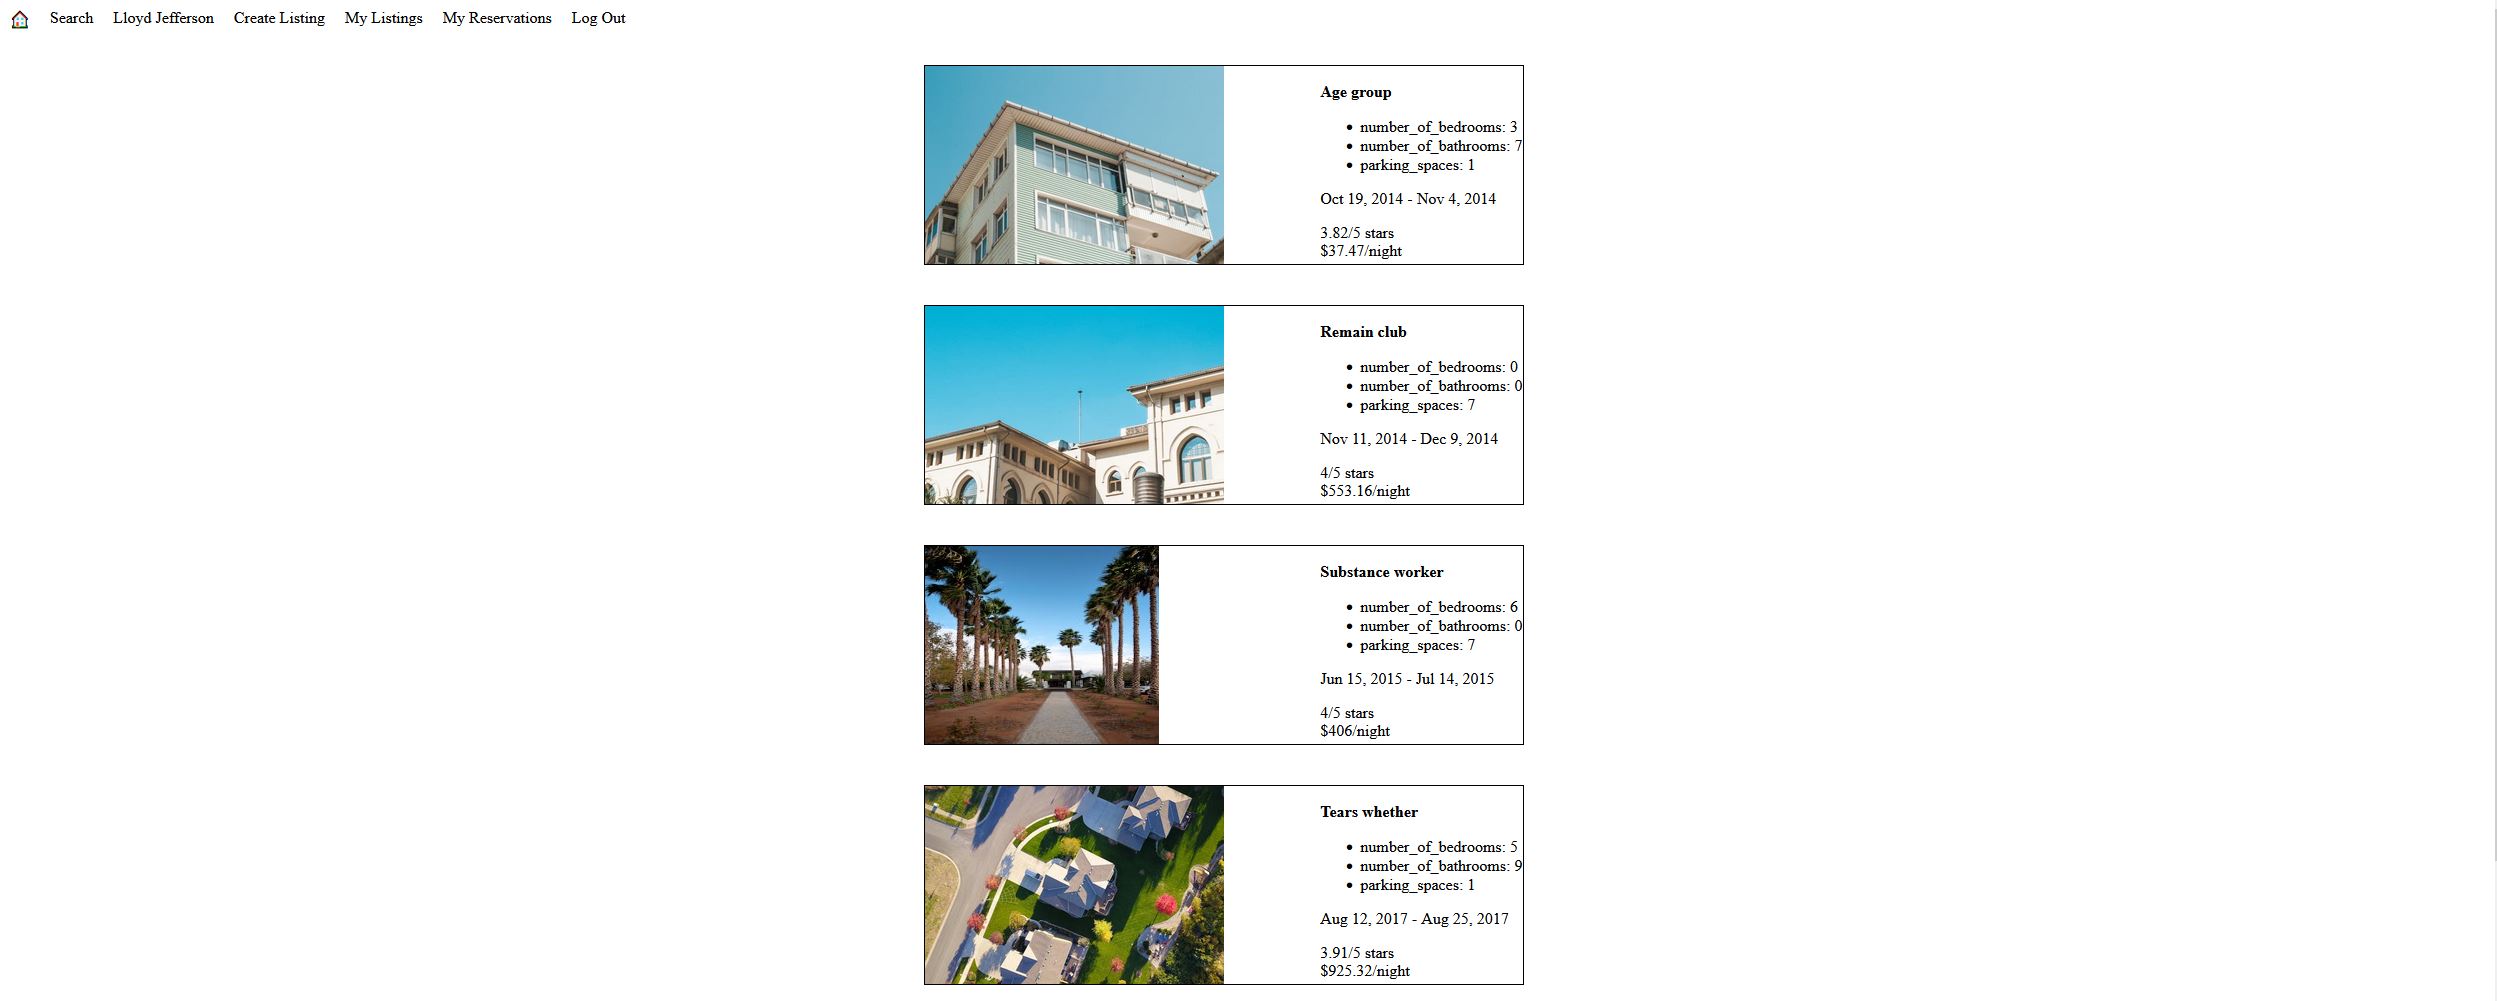 Search Lloyd Jefferson Create Listing My Listings My Reservations Log Out
Age group
number_of_bedrooms: 3
number_of_bathrooms: 7
parking_spaces: 1
Oct 19, 2014 - Nov 4, 2014
3.82/5 stars
$37.47/night
Remain club
number_of_bedrooms: 0
number_of_bathrooms: 0
parking_spaces: 7
Nov 11, 2014 - Dec 9, 2014
4/5 stars
$553.16/night
Substance worker
number_of_bedrooms: 6
number_of_bathrooms: 0
parking_spaces: 7
Jun 15, 2015 - Jul 14, 2015
4/5 stars
$406/night
Tears whether
number_of_bedrooms: 5
number_of_bathrooms: 9
parking_spaces: 1
Aug 12, 2017 - Aug 25, 2017
3.91/5 stars
$925.32/night